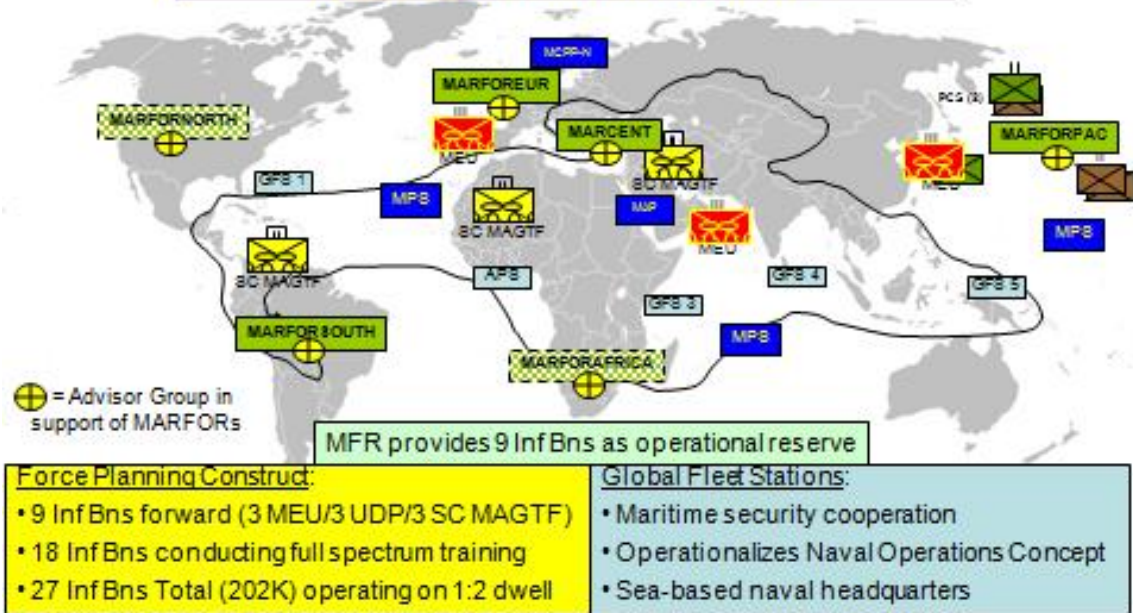 MCPP-N
MARFOREUR
PCS (3)
MARFORNORTH
MARCENT
MARFORPAC
MEU
MEU
SC MAGTF
GFS 1
MPS
SC MAGTF
MAP
MPS
MEU
SC MAGTF
APS
GFS 4
GFS 5
GFS 3
MARFORSOUTH
MPS
MARFORAFRICA
= Advisor Group in
support of MARFORs
MFR provides 9 Inf Bns as operational reserve
Force Planning Construct:
• 9 Inf Bns forward (3 MEU/3 UDP/3 SC MAGTF)
• 18 Inf Bns conducting full spectrum training
• 27 Inf Bns Total (202K) operating on 1:2 dwell
Global Fleet Stations:
• Maritime security cooperation
• Operationalizes Naval Operations Concept
• Sea-based naval headquarters